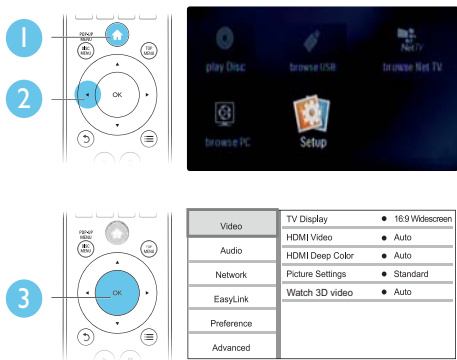 1
POP-UP MENU
DISC MENU
TOP MENU
2
OK
play Disc
browse USB
NetTV
browse Net TV
browse PC
Setup
3
POP-UP MENU
DISC MENU
TOP MENU
OK
Video
Audio
Network
EasyLink
Preference
Advanced
TV Display ● 16:9 Widescreen
HDMI Video ● Auto
HDMI Deep Color ● Auto
Picture Settings ● Standard
Watch 3D video ● Auto